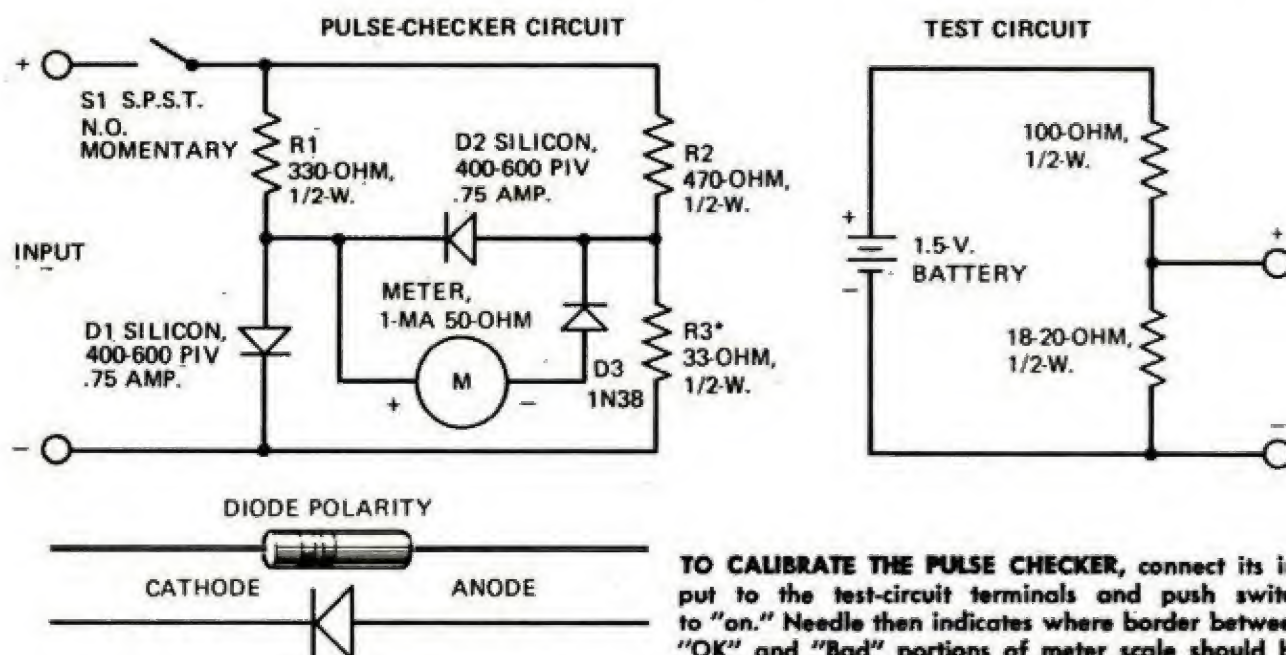 PULSE-CHECKER CIRCUIT
+
S1 S.P.S.T.
N.O.
MOMENTARY
R1
330-OHM,
1/2-W.
D2 SILICON,
400-600 PIV
.75 AMP.
R2
470-OHM,
1/2-W.
INPUT
METER,
1-MA 50-OHM
D1 SILICON,
400-600 PIV
.75 AMP.
M
+
−
D3
1N38
R3*
33-OHM,
1/2-W.
−
TEST CIRCUIT
100-OHM,
1/2-W.
+
1.5-V.
BATTERY
−
18-20-OHM,
1/2-W.
+
−
DIODE POLARITY
CATHODE
ANODE
TO CALIBRATE THE PULSE CHECKER, connect its
put to the test-circuit terminals and push
to "on." Needle then indicates where border
"OK" and "Bad" portions of meter scale should